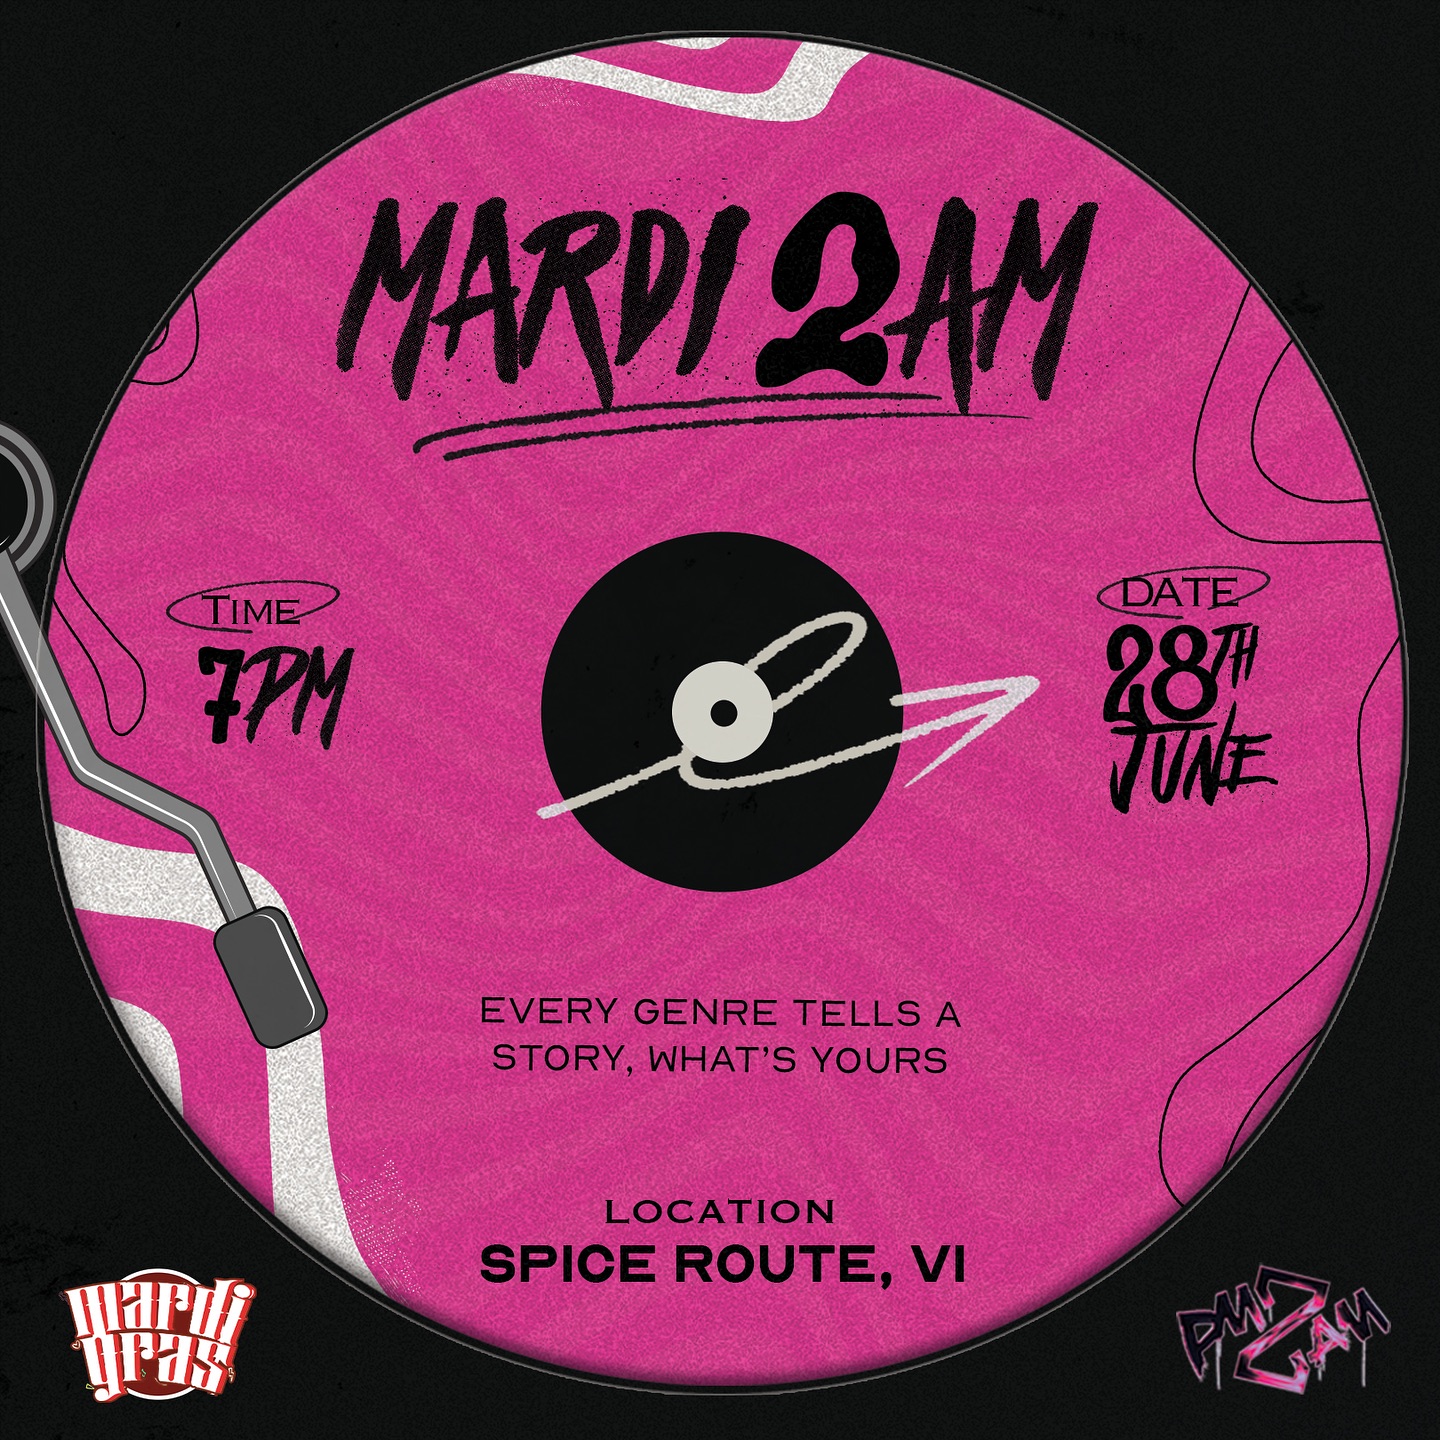 MARDI 2AM
TIME
7PM
DATE
28TH
JUNE
EVERY GENRE TELLS A
STORY, WHAT'S YOURS
LOCATION
SPICE ROUTE, VI
mardi
gras
PM2AM